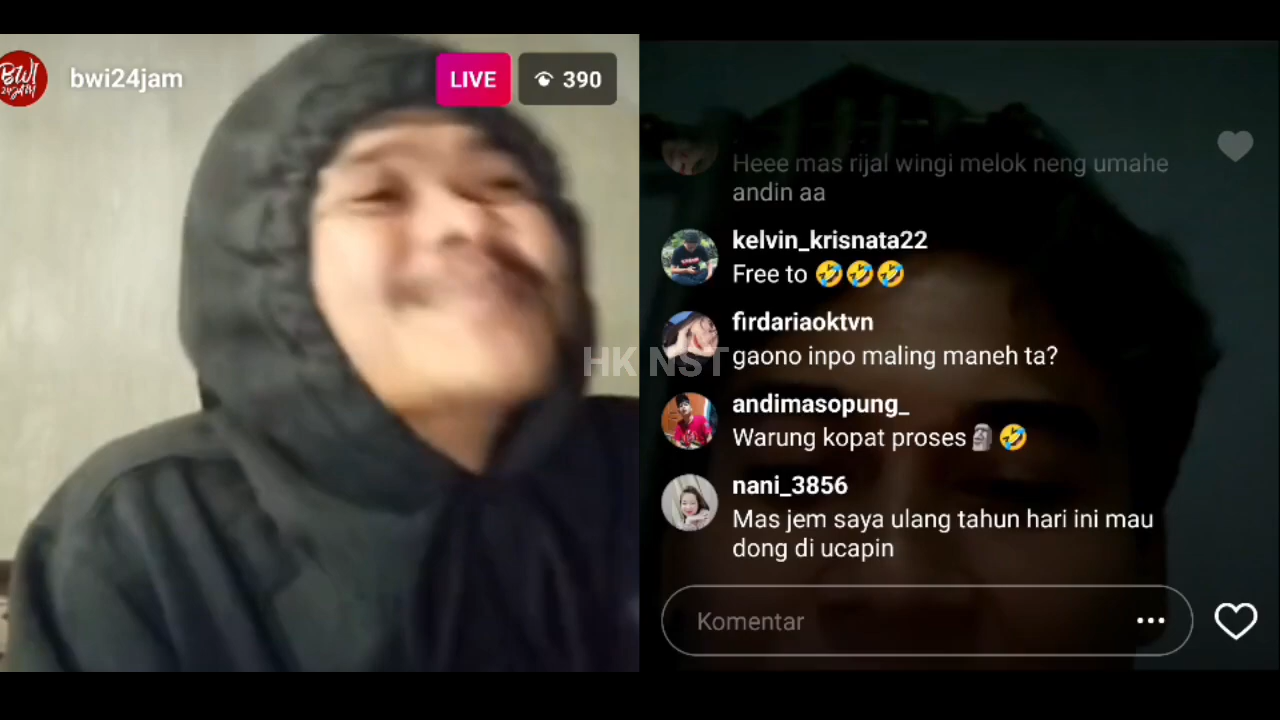 BWI
24JAM
bwi24jam
LIVE
390
Heee mas rijal wingi melok neng umahe
andin aa
kelvin_krisnata22
Free to 🤣🤣🤣
firdariaoktvn
gaono inpo maling maneh ta?
HK NST
andimasopung_
Warung kopat proses🗿🤣
nani_3856
Mas jem saya ulang tahun hari ini mau
dong di ucapin
Komentar